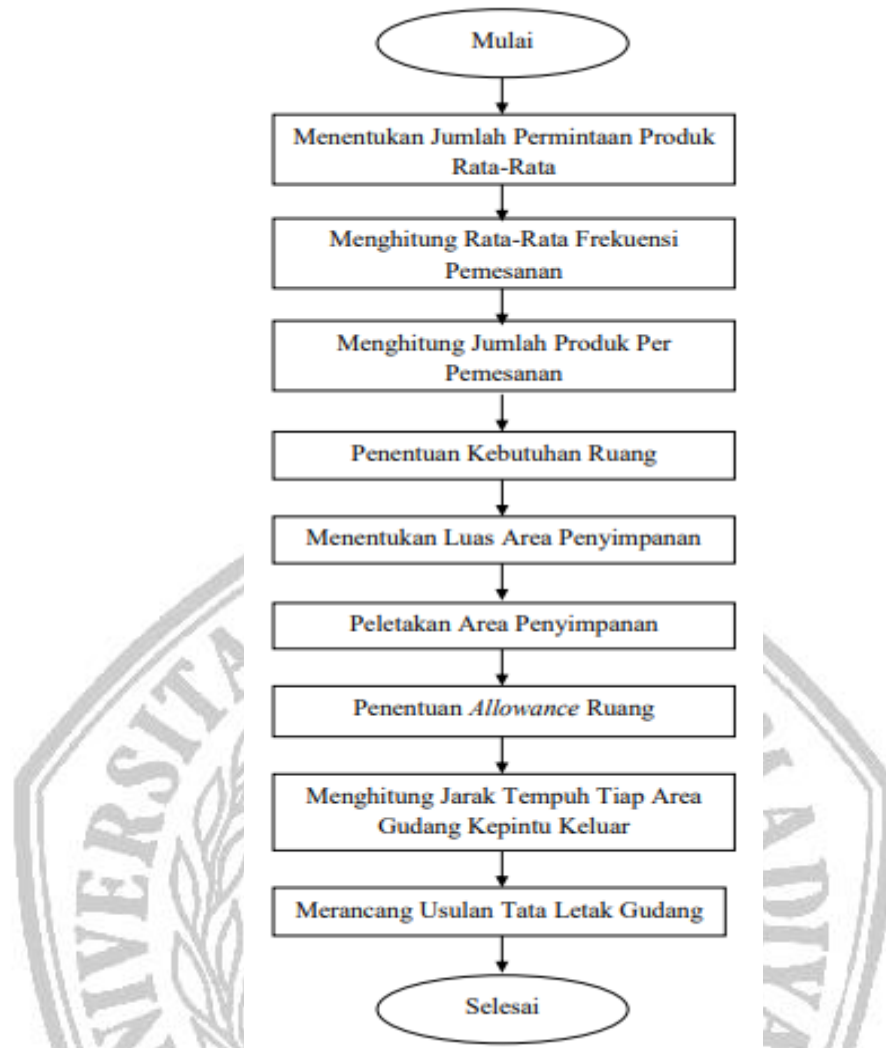 Mulai
Menentukan Jumlah Permintaan Produk
Rata-Rata
Menghitung Rata-Rata Frekuensi
Pemesanan
Menghitung Jumlah Produk Per
Pemesanan
Penentuan Kebutuhan Ruang
Menentukan Luas Area Penyimpanan
Peletakan Area Penyimpanan
Penentuan Allowance Ruang
Menghitung Jarak Tempuh Tiap Area
Gudang Kepintu Keluar
Merancang Usulan Tata Letak Gudang
Selesai